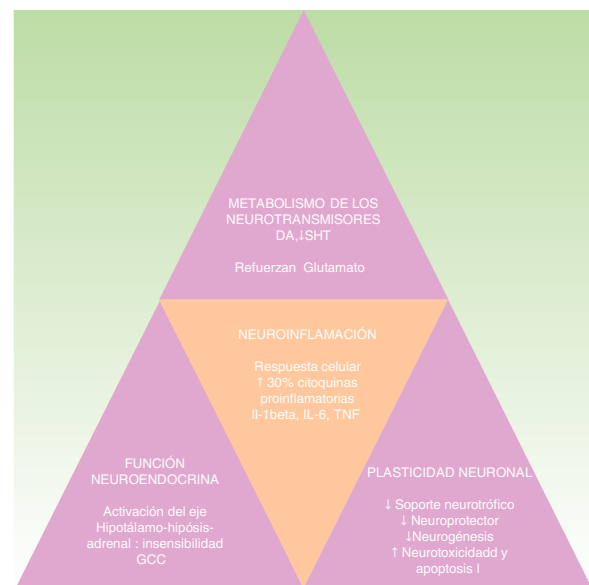 METABOLISMO DE LOS
NEUROTRANSMISORES
DA,↓SHT
Refuerzan Glutamato
NEUROINFLAMACIÓN
Respuesta celular
↑ 30% citoquinas
proinflamatorias
Il-1beta, IL-6, TNF
FUNCIÓN
NEUROENDOCRINA
Activación del eje
Hipotálamo-hipósis-
adrenal : insensibilidad
GCC
PLASTICIDAD NEURONAL
↓ Soporte neurotrófico
↓ Neuroprotector
↓Neurogénesis
↑ Neurotoxicidadd y
apoptosis I